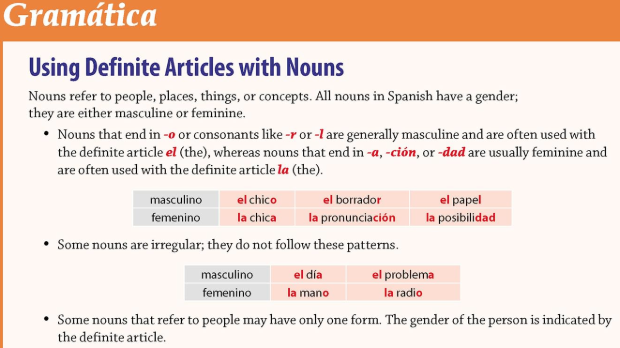 Gramática
Using Definite Articles with Nouns
Nouns refer to people, places, things, or concepts. All nouns in Spanish have a gender;
they are either masculine or feminine.
• Nouns that end in -o or consonants like -r or -l are generally masculine and are often used with
the definite article el (the), whereas nouns that end in -a, -ción, or -dad are usually feminine and
are often used with the definite article la (the).
masculino el chico el borrador el papel
femenino la chica la pronunciación la posibilidad
• Some nouns are irregular; they do not follow these patterns.
masculino el día el problema
femenino la mano la radio
• Some nouns that refer to people may have only one form. The gender of the person is indicated by
the definite article.